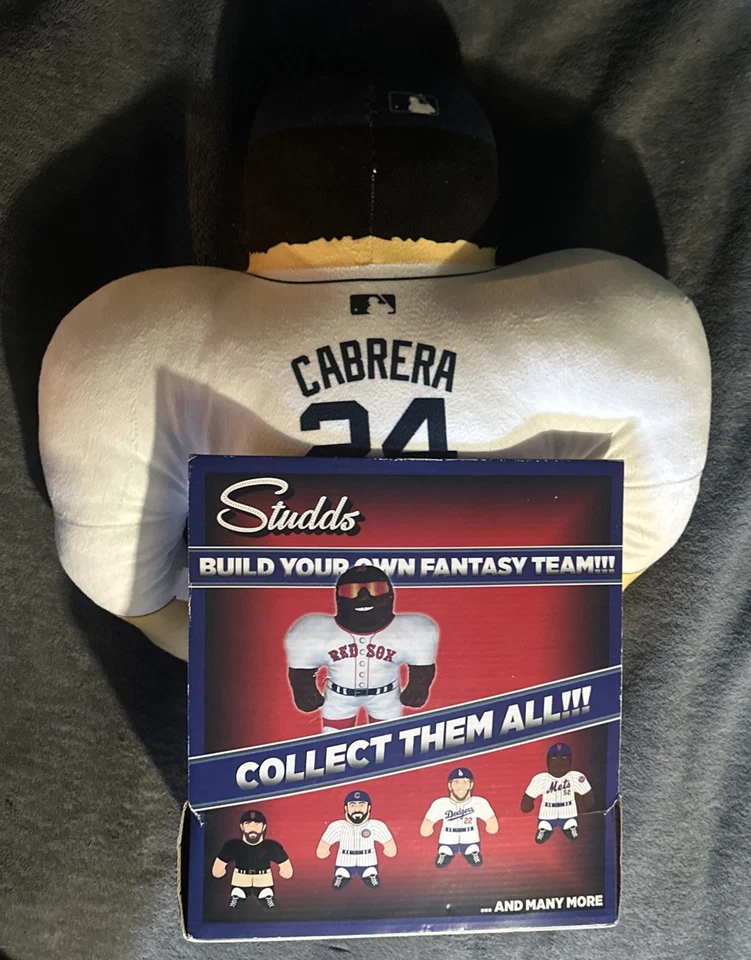 CABRERA
24
Studds
BUILD YOUR OWN FANTASY TEAM!!!
RED SOX
COLLECT THEM ALL!!!
Dodgers
22
Mets
52
... AND MANY MORE